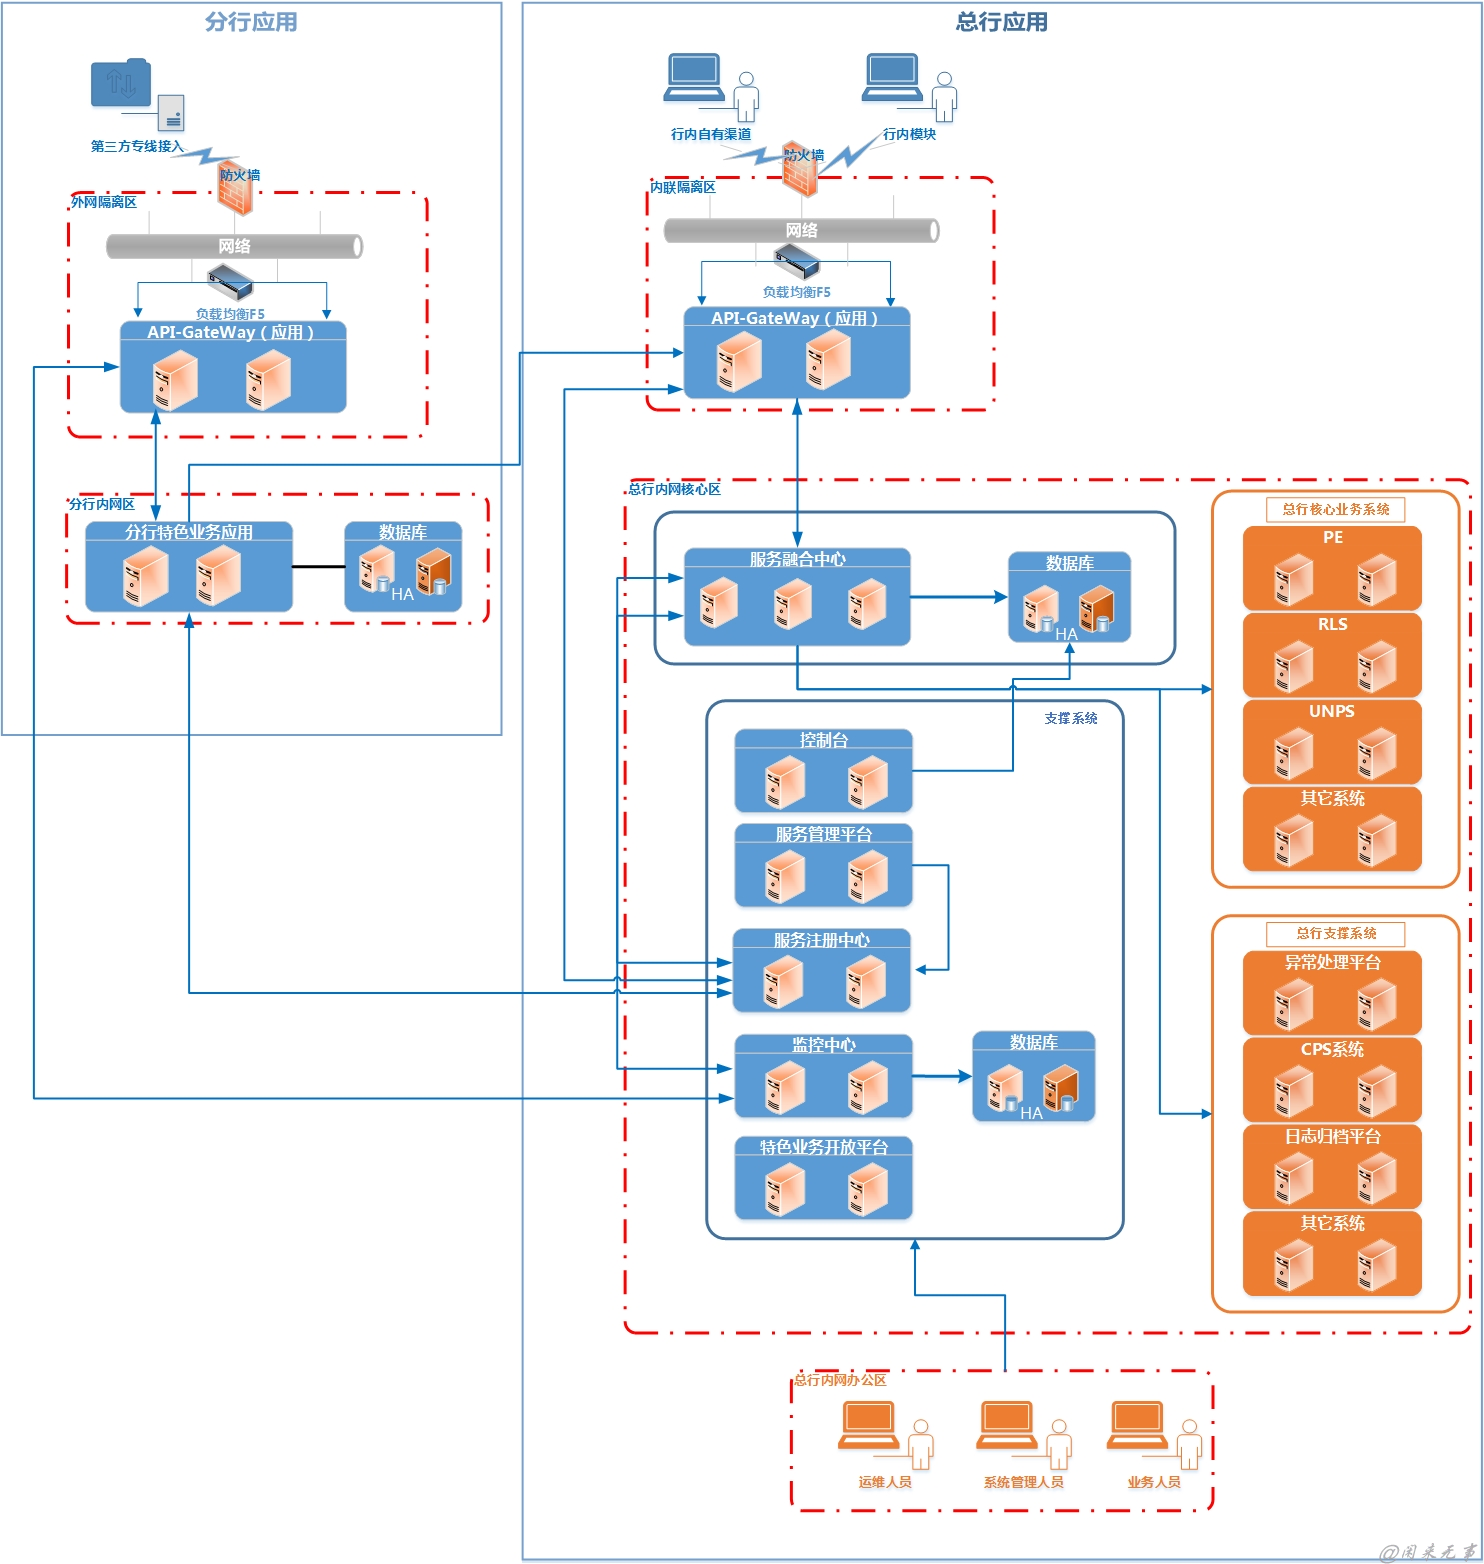 分行应用
第三方专线接入
防火墙
外网隔离区
网络
负载均衡F5
API-GateWay（应用）
分行内网区
分行特色业务应用
数据库
HA
总行应用
行内自有渠道
行内模块
防火墙
内联隔离区
网络
负载均衡F5
API-GateWay（应用）
总行内网核心区
服务融合中心
数据库
HA
支撑系统
控制台
服务管理平台
服务注册中心
监控中心
数据库
HA
特色业务开放平台
总行核心业务系统
PE
RLS
UNPS
其它系统
总行支撑系统
异常处理平台
CPS系统
日志归档平台
其它系统
总行内网办公区
运维人员
系统管理人员
业务人员
@闲来无事